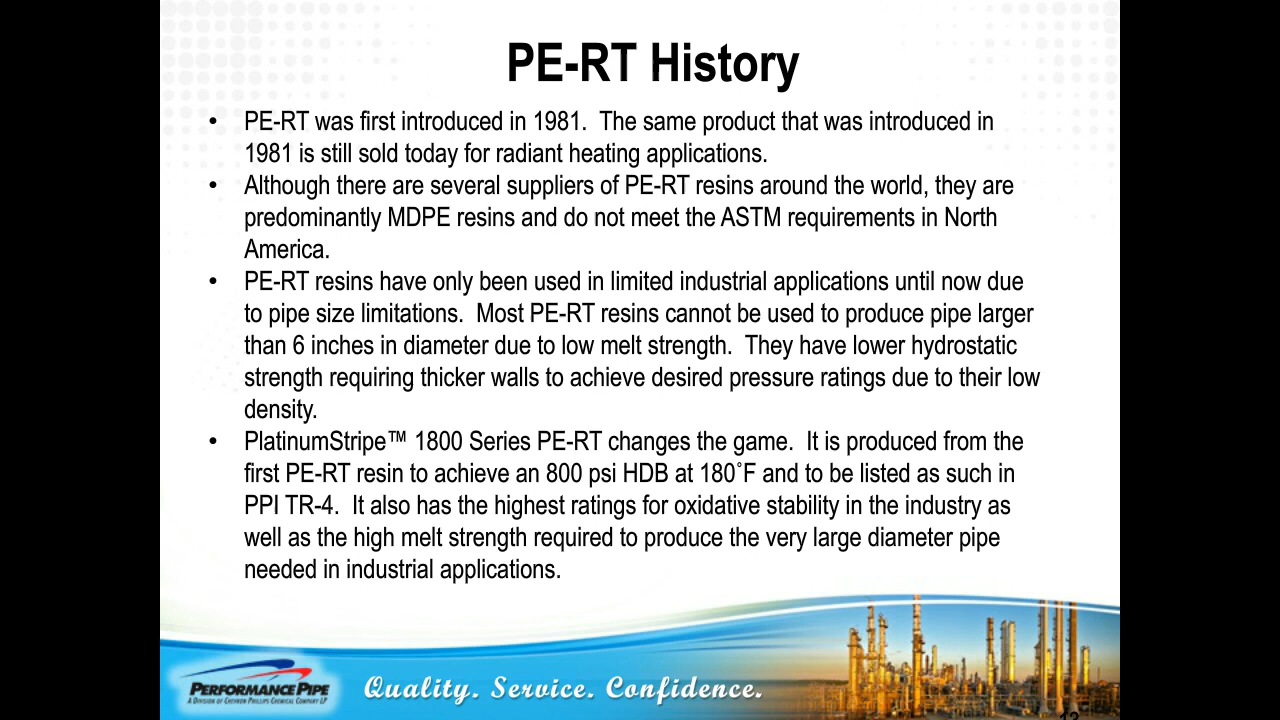 PE-RT History
• PE-RT was first introduced in 1981.  The same product that was introduced in
1981 is still sold today for radiant heating applications.
• Although there are several suppliers of PE-RT resins around the world, they are
predominantly MDPE resins and do not meet the ASTM requirements in North
America.
• PE-RT resins have only been used in limited industrial applications until now due
to pipe size limitations.  Most PE-RT resins cannot be used to produce pipe larger
than 6 inches in diameter due to low melt strength.  They have lower hydrostatic
strength requiring thicker walls to achieve desired pressure ratings due to their low
density.
• PlatinumStripe™ 1800 Series PE-RT changes the game.  It is produced from the
first PE-RT resin to achieve an 800 psi HDB at 180˚F and to be listed as such in
PPI TR-4.  It also has the highest ratings for oxidative stability in the industry as
well as the high melt strength required to produce the very large diameter pipe
needed in industrial applications.
PERFORMANCE PIPE
A DIVISION OF CHEVRON PHILLIPS CHEMICAL COMPANY LP
Quality. Service. Confidence.